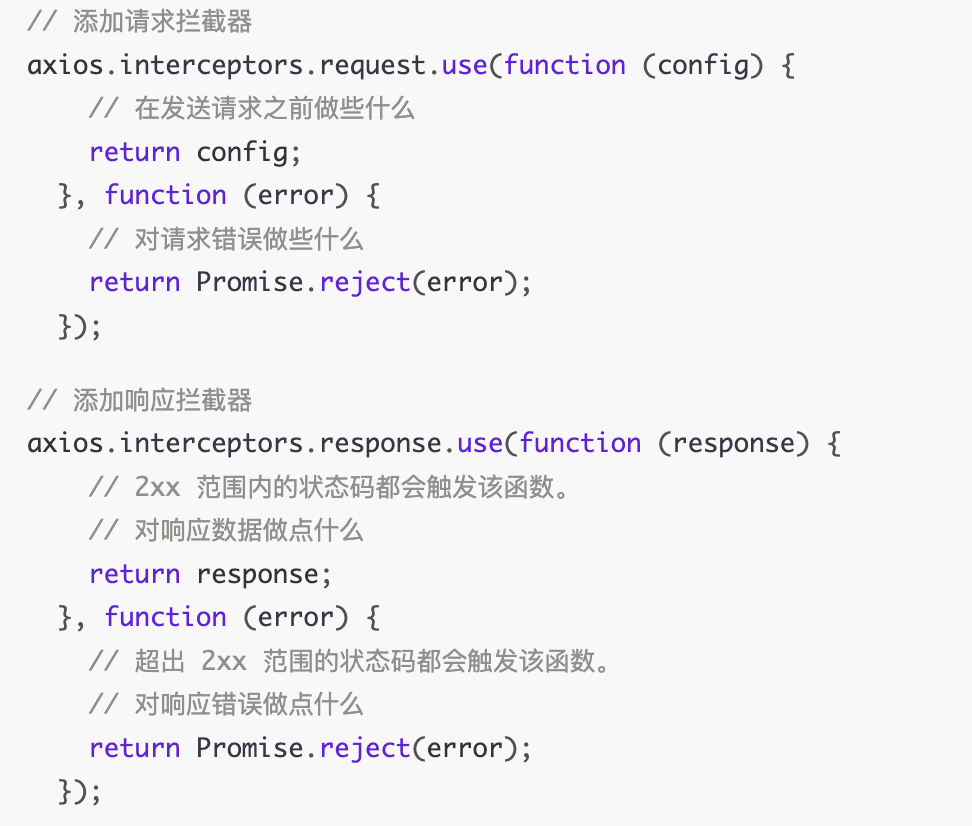 // 添加请求拦截器
axios.interceptors.request.use(function (config) {
    // 在发送请求之前做些什么
    return config;
  }, function (error) {
    // 对请求错误做些什么
    return Promise.reject(error);
  });

// 添加响应拦截器
axios.interceptors.response.use(function (response) {
    // 2xx 范围内的状态码都会触发该函数。
    // 对响应数据做点什么
    return response;
  }, function (error) {
    // 超出 2xx 范围的状态码都会触发该函数。
    // 对响应错误做点什么
    return Promise.reject(error);
  });